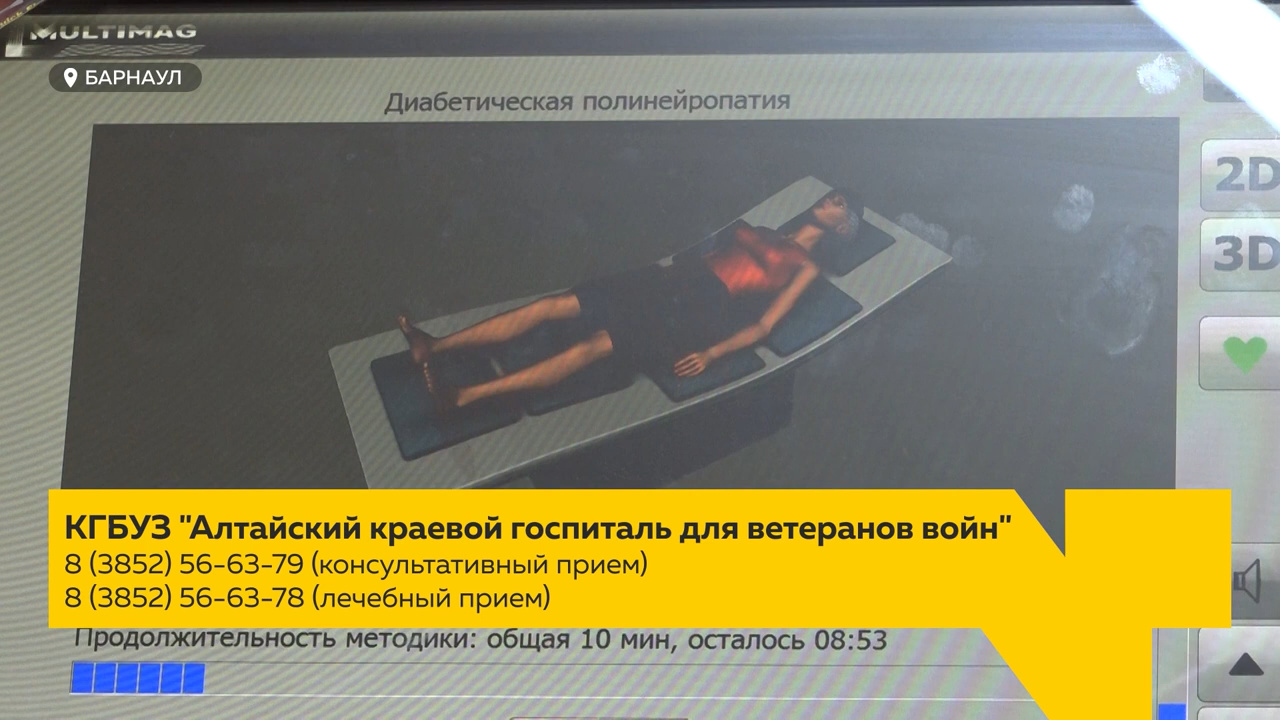 MULTIMAG
БАРНАУЛ
Диабетическая полинейропатия
2D
3D
КГБУЗ "Алтайский краевой госпиталь для ветеранов войн"
8 (3852) 56-63-79 (консультативный прием)
8 (3852) 56-63-78 (лечебный прием)
Продолжительность методики: общая 10 мин, осталось 08:53